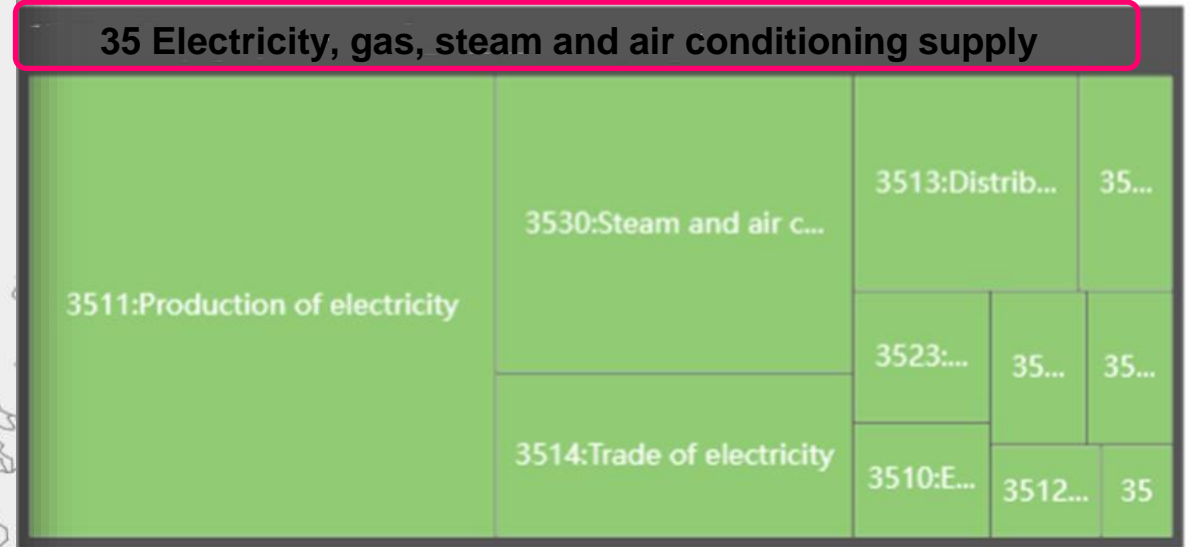 35 Electricity, gas, steam and air conditioning supply
3511:Production of electricity
3530:Steam and air c...
3514:Trade of electricity
3513:Distrib...
35...
3523:...
35...
35...
3510:E...
3512...
35